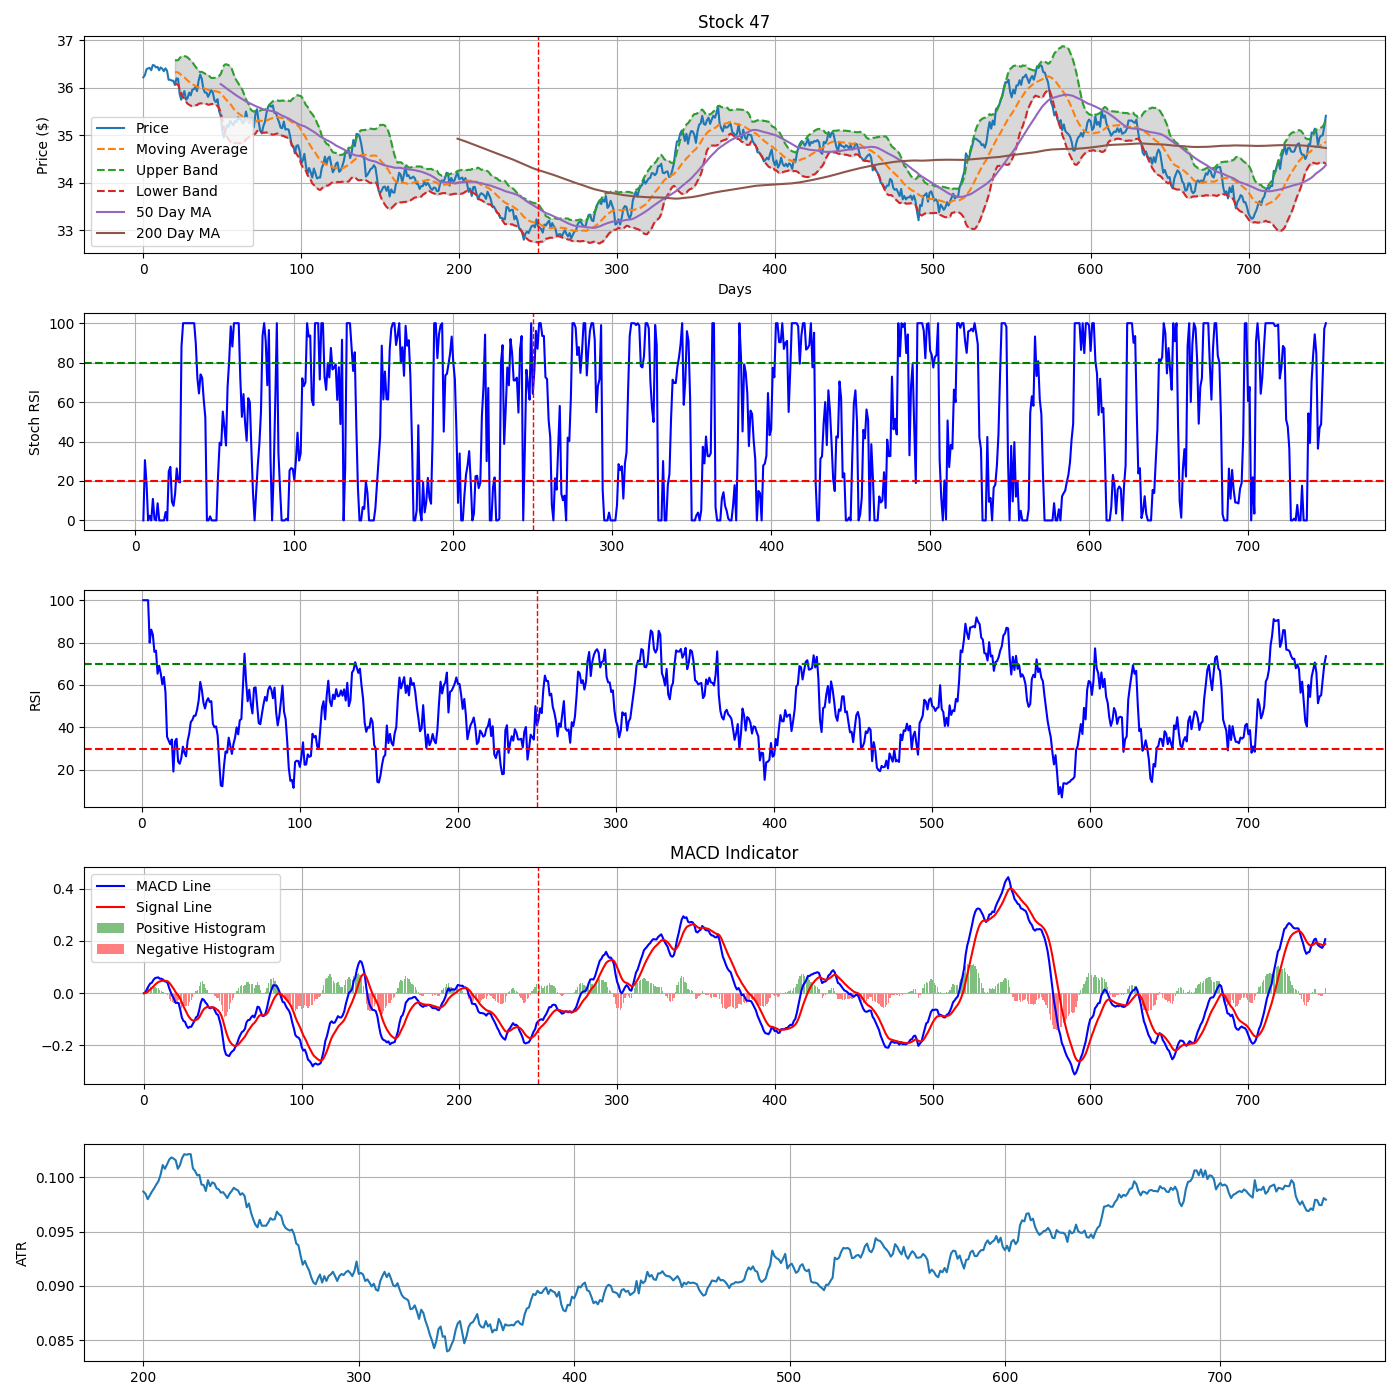 Stock 47
37
36
35
34
33
Price ($)
Price
Moving Average
Upper Band
Lower Band
50 Day MA
200 Day MA
0 100 200 300 400 500 600 700
Days
100
80
60
40
20
0
Stoch RSI
0 100 200 300 400 500 600 700
100
80
60
40
20
RSI
0 100 200 300 400 500 600 700
MACD Indicator
0.4
0.2
0.0
−0.2
MACD Line
Signal Line
Positive Histogram
Negative Histogram
0 100 200 300 400 500 600 700
0.100
0.095
0.090
0.085
ATR
200 300 400 500 600 700